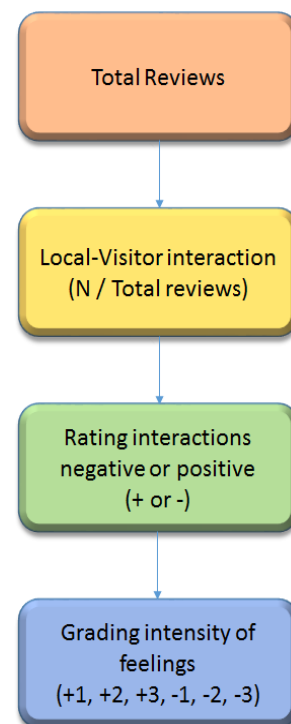 Total Reviews
Local-Visitor interaction
(N / Total reviews)
Rating interactions
negative or positive
(+ or -)
Grading intensity of
feelings
(+1, +2, +3, -1, -2, -3)